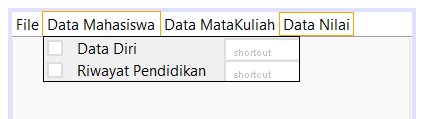 File Data Mahasiswa Data MataKuliah Data Nilai
Data Diri shortcut
Riwayat Pendidikan shortcut